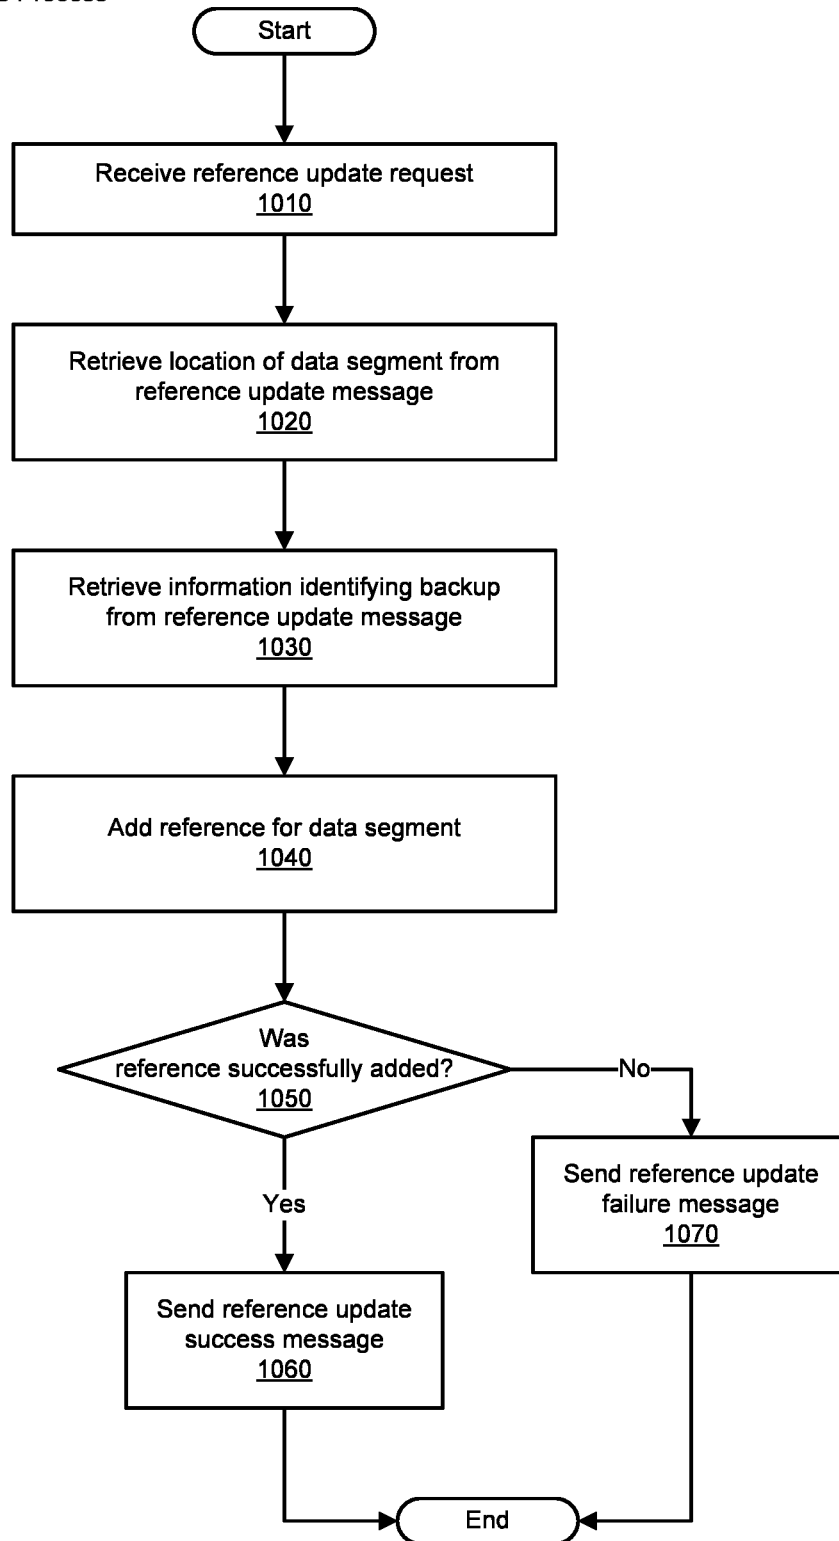 Start
Receive reference update request
1010
Retrieve location of data segment from
reference update message
1020
Retrieve information identifying backup
from reference update message
1030
Add reference for data segment
1040
Was
reference successfully added?
1050
No
Send reference update
failure message
1070
Yes
Send reference update
success message
1060
End